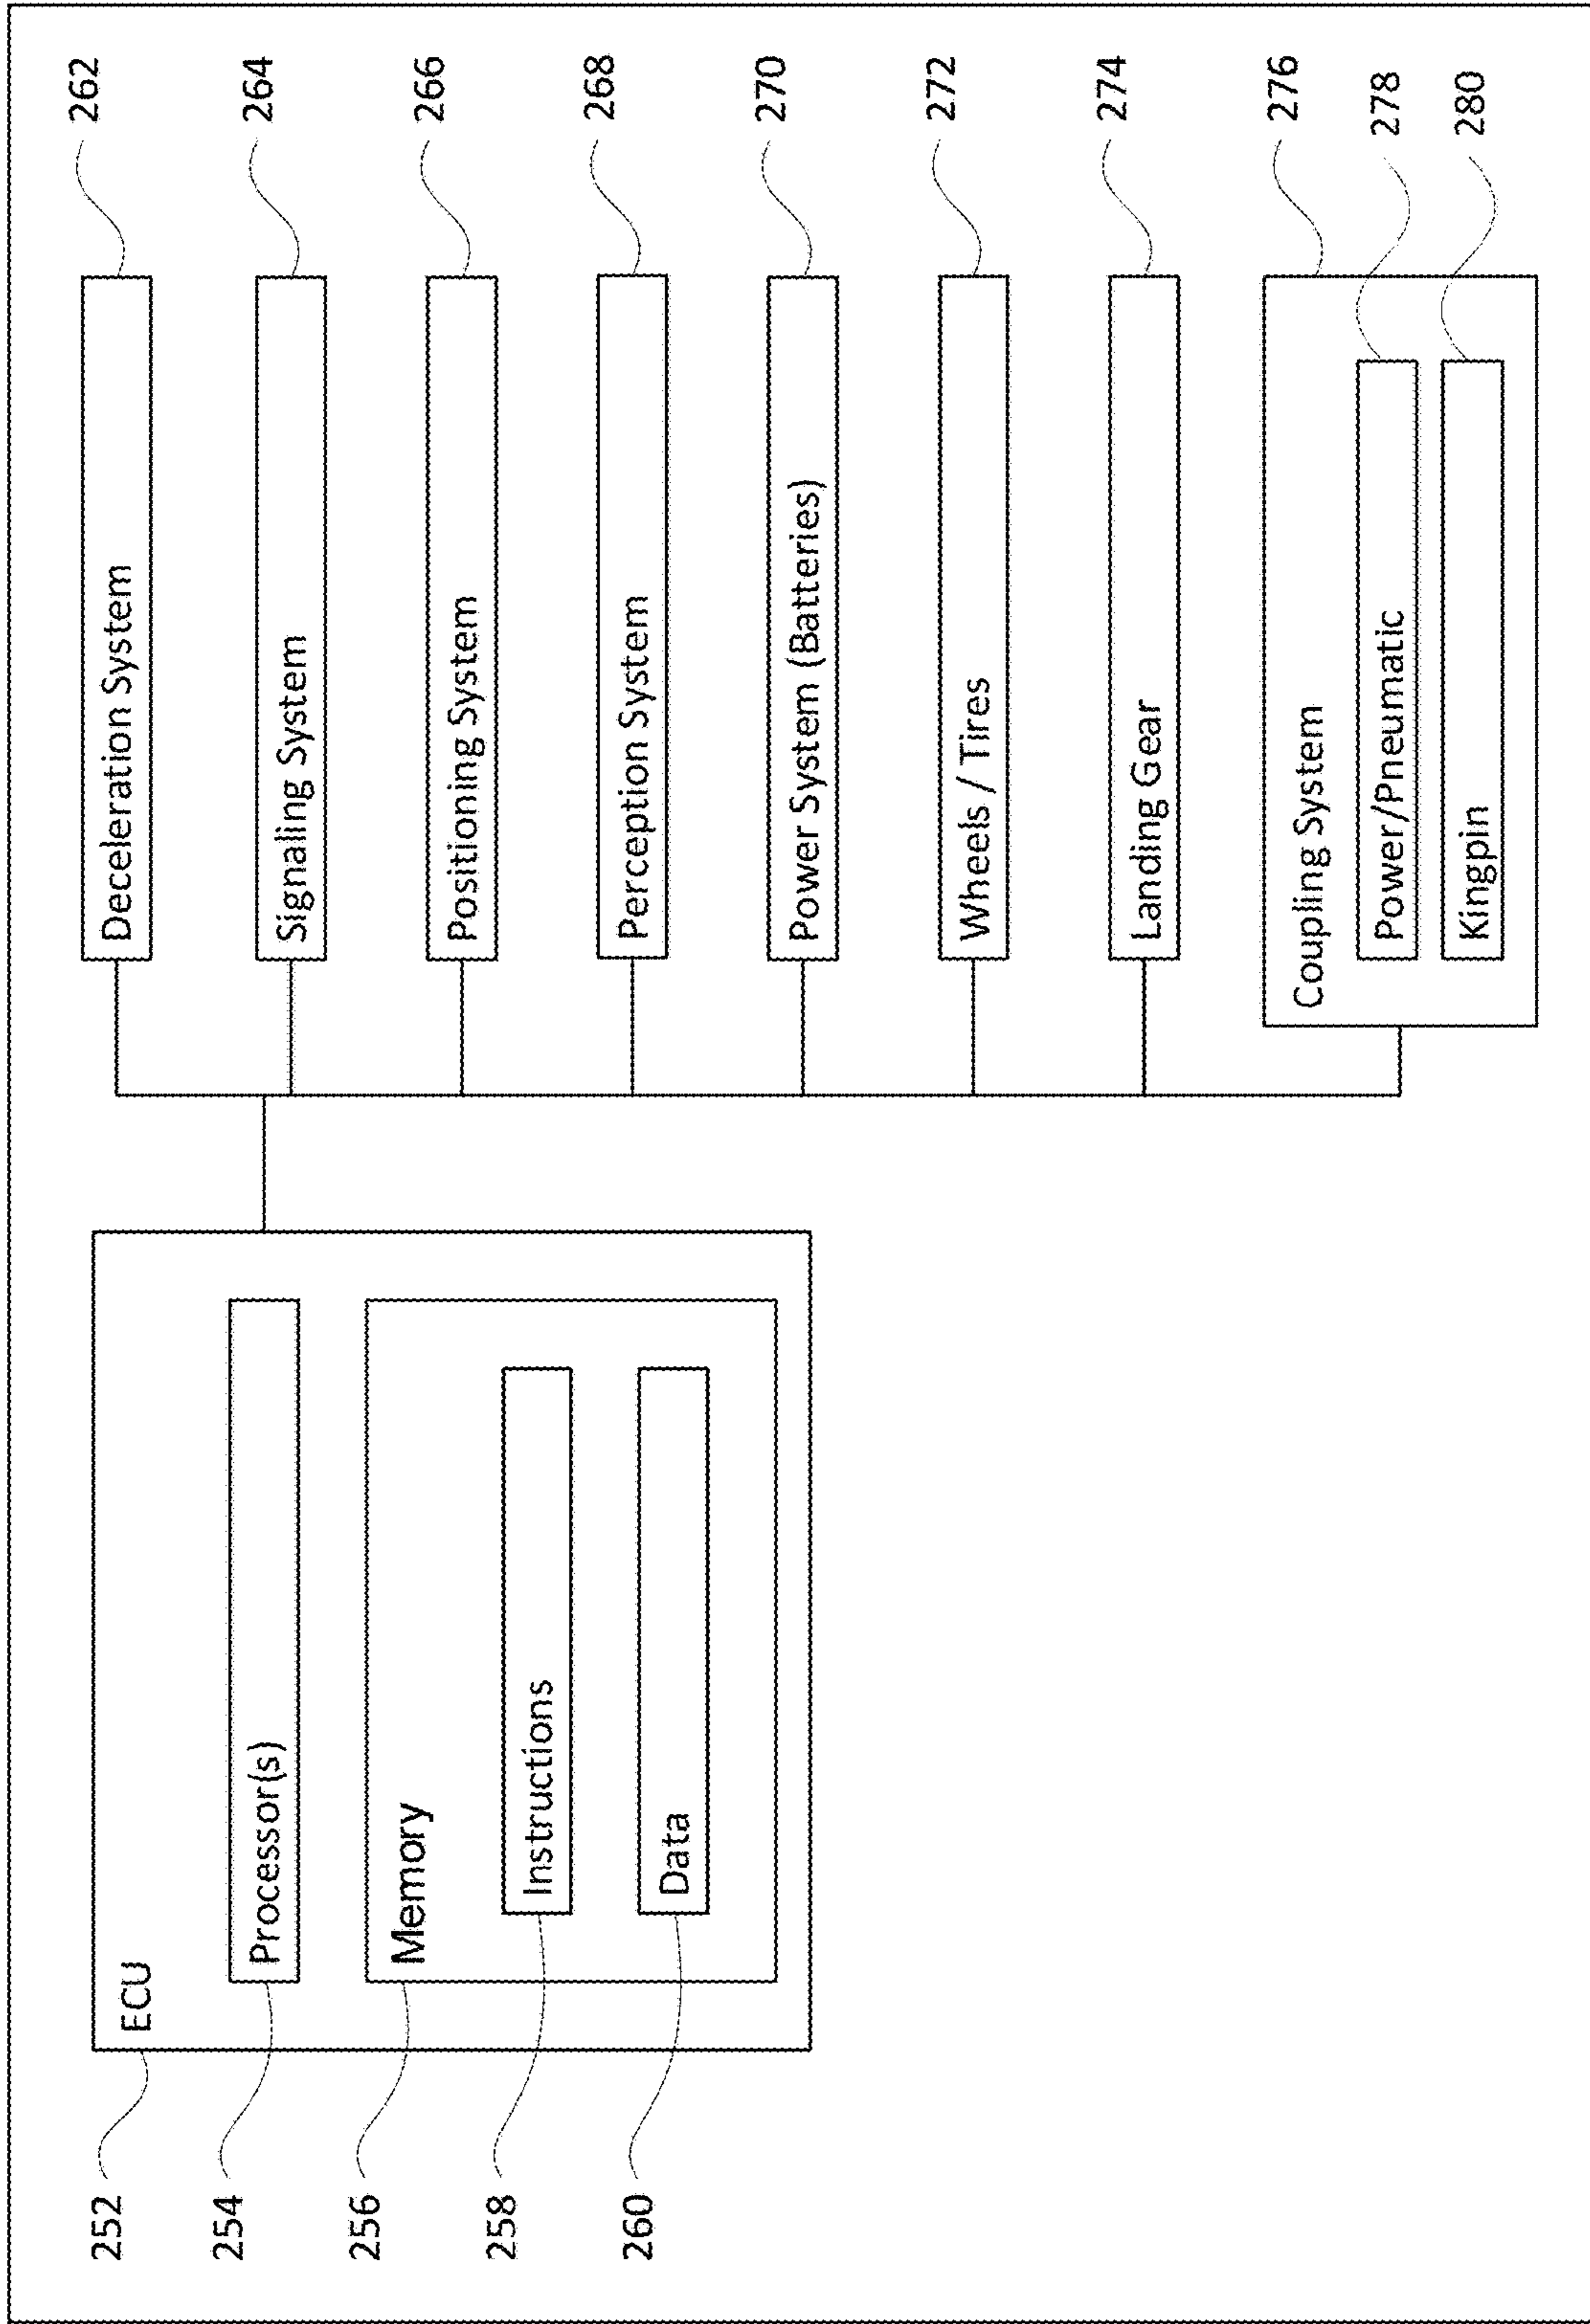 252
ECU
254
Processor(s)
256
Memory
258
Instructions
260
Data
Deceleration System
262
Signaling System
264
Positioning System
266
Perception System
268
Power System (Batteries)
270
Wheels / Tires
272
Landing Gear
274
Coupling System
276
Power/Pneumatic
278
Kingpin
280